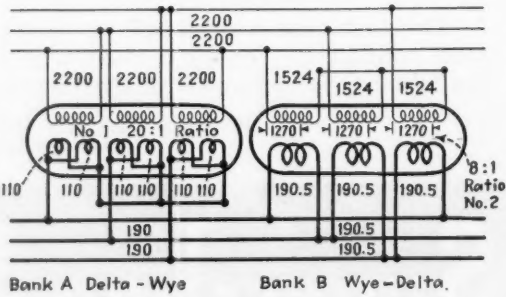 2200
2200
2200 2200 2200 1524 1524 1524
No 1 20:1 Ratio 1270 1270 1270
110 110 110 110 110 110 190.5 190.5 190.5 8:1
Ratio
No.2
190 190.5
190 190.5
Bank A Delta - Wye Bank B Wye-Delta.